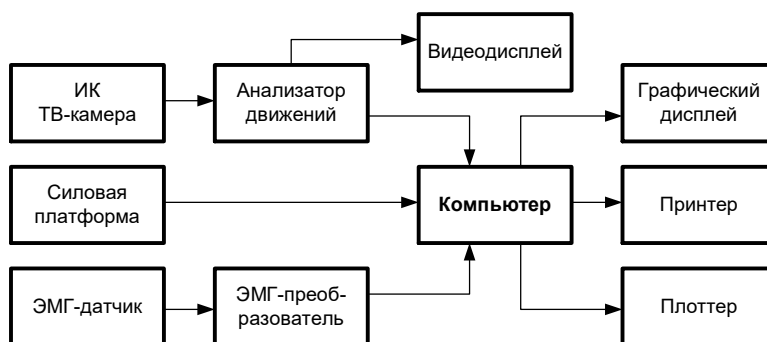 Видеодисплей
ИК
ТВ-камера
Анализатор
движений
Графический
дисплей
Силовая
платформа
Компьютер
Принтер
ЭМГ-датчик
ЭМГ-преоб-
разователь
Плоттер